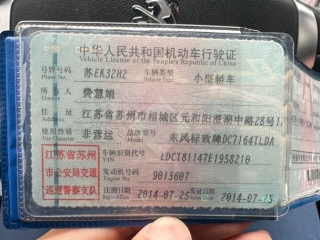 中华人民共和国机动车行驶证
Vehicle License of the People's Republic of China
号牌号码 苏EK32H2 车辆类型 小型轿车
Plate No. Vehicle Type
所有人 费慧娟
Owner
住址 江苏省苏州市相城区元和阳澄湖中路28号1
Address
使用性质 非营运 品牌型号 东风标致牌DC7164TLDA
Use Character Model
江苏省苏州
市公安局交通
巡逻警察支队
车辆识别代号 LDCT81147E1958210
VIN
发动机号码 9013607
Engine No.
注册日期 2014-07-25 发证日期 2014-07-25
Register Date Issue Date